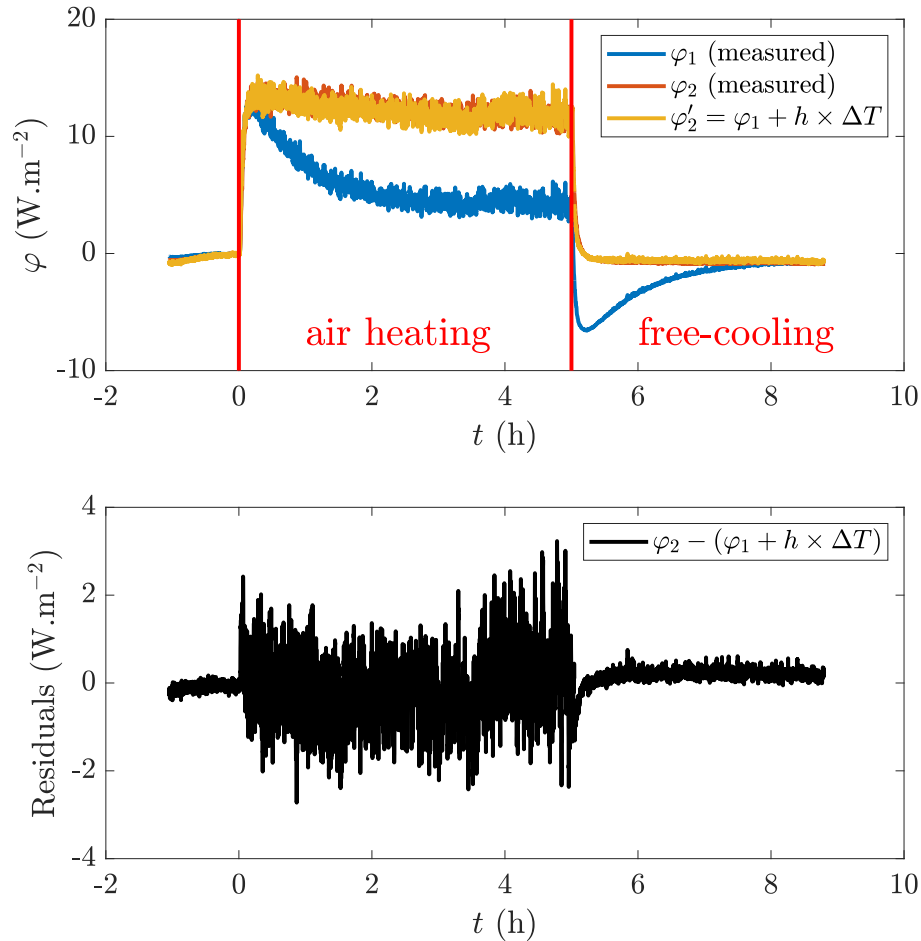 20
10
0
-10
φ (W.m⁻²)
φ₁ (measured)
φ₂ (measured)
φ′₂ = φ₁ + h × ΔT
air heating
free-cooling
-2 0 2 4 6 8 10
t (h)
4
2
0
-2
-4
Residuals (W.m⁻²)
φ₂ − (φ₁ + h × ΔT)
-2 0 2 4 6 8 10
t (h)